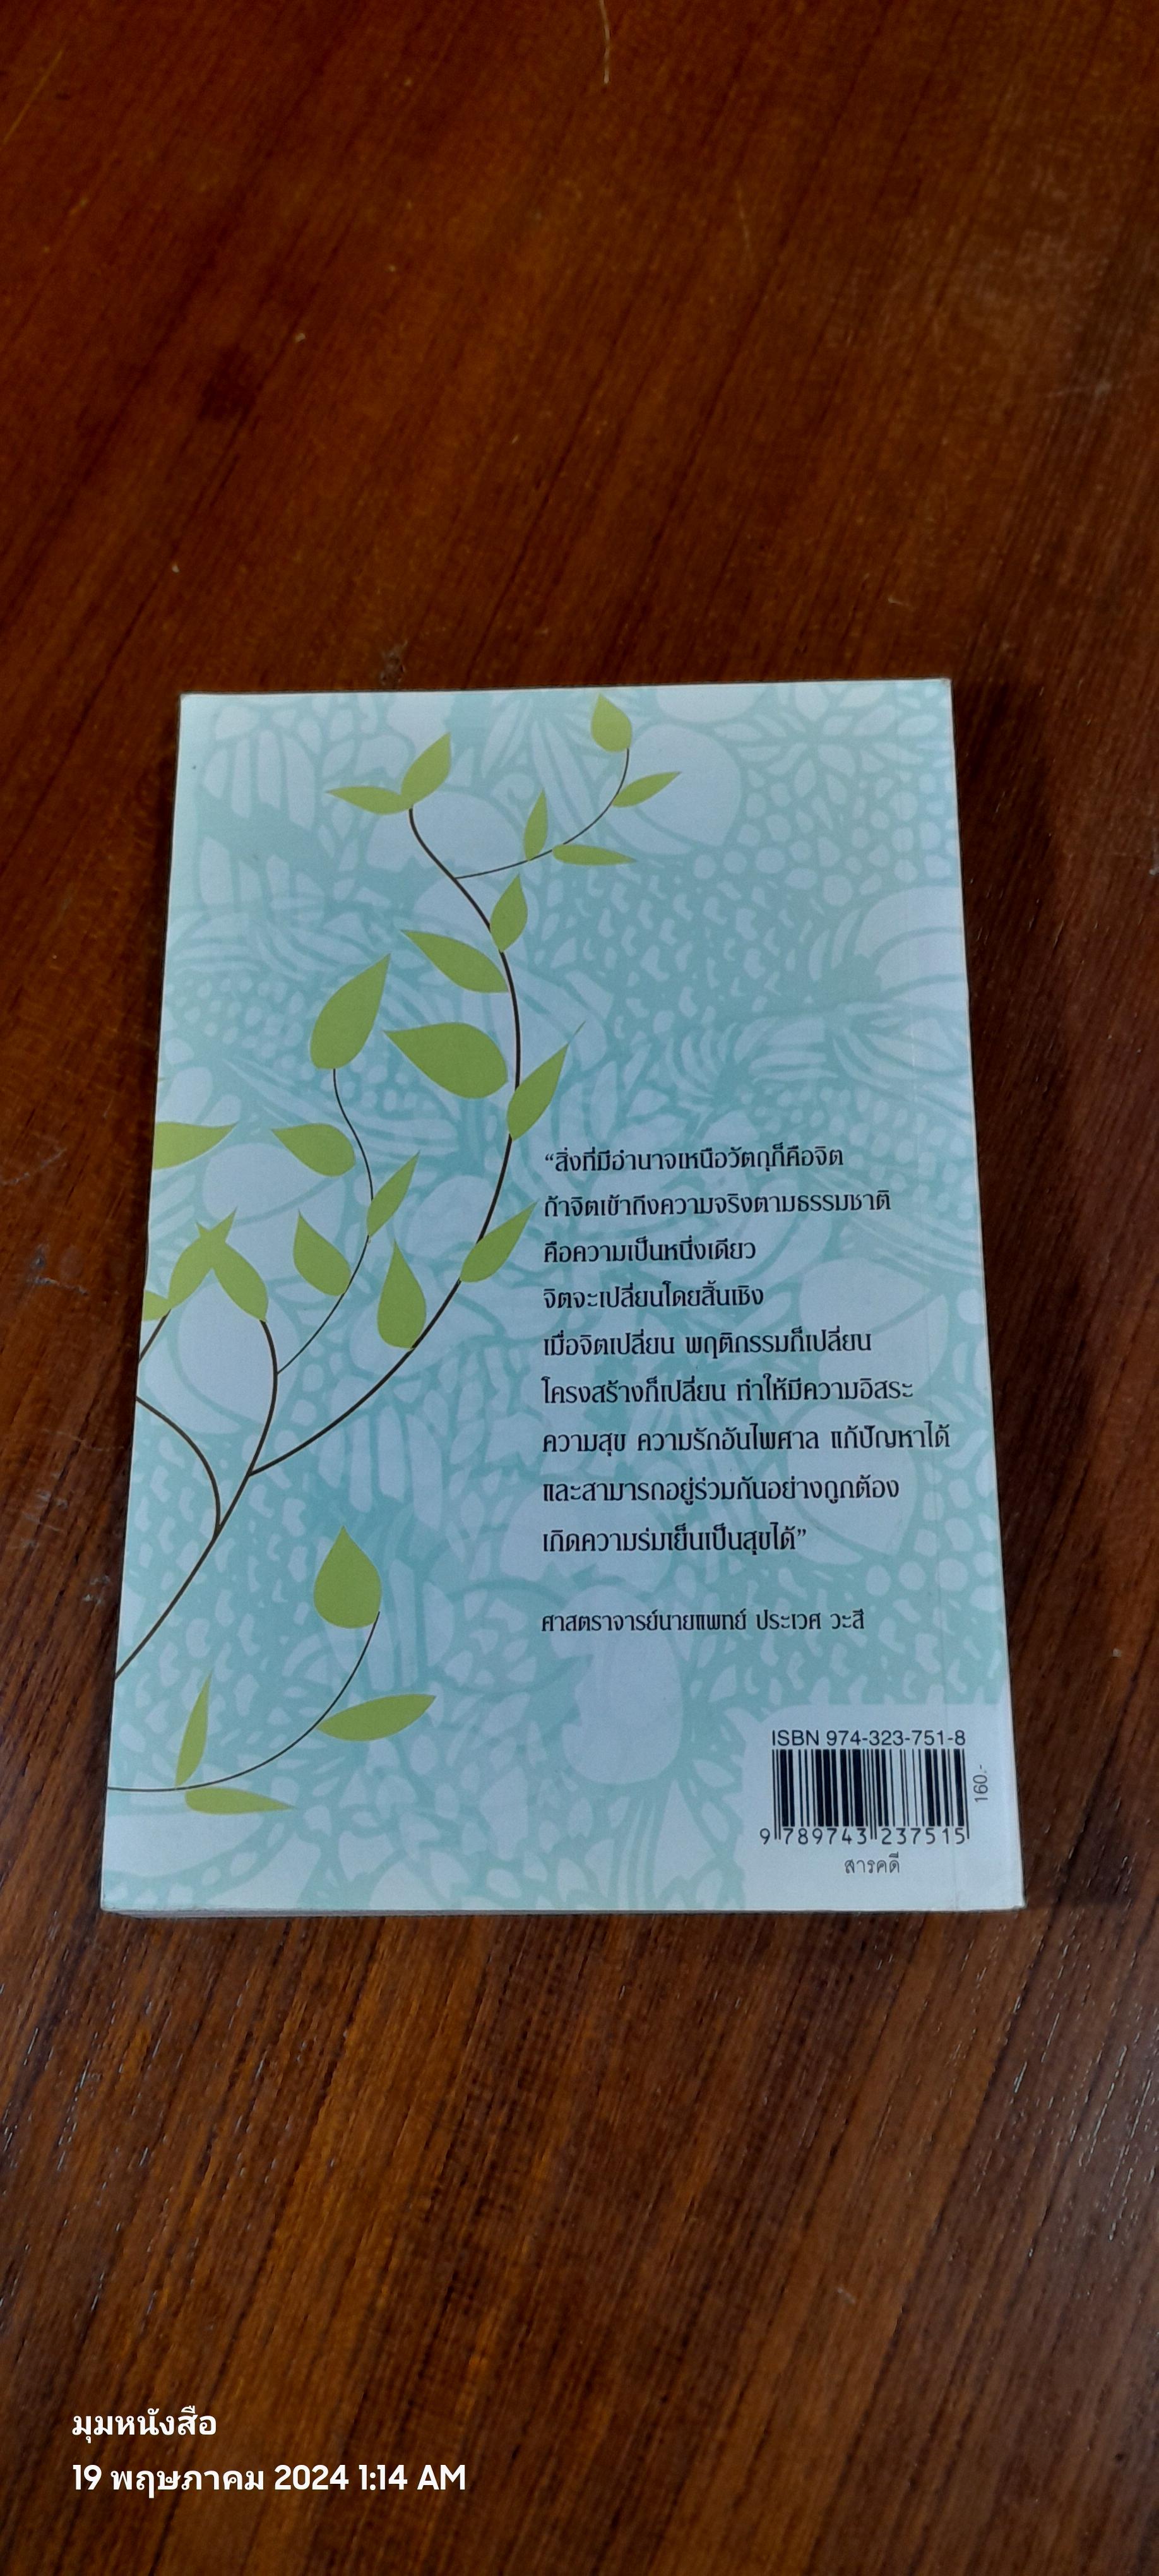 “สิ่งที่มีอำนาจเหนือวัตถุก็คือจิต
ถ้าจิตเข้าถึงความจริงตามธรรมชาติ
คือความเป็นหนึ่งเดียว
จิตจะเปลี่ยนโดยสิ้นเชิง
เมื่อจิตเปลี่ยน พฤติกรรมก็เปลี่ยน
โครงสร้างก็เปลี่ยน ทำให้มีความอิสระ
ความสุข ความรักอันไพศาล แก้ปัญหาได้
และสามารถอยู่ร่วมกันอย่างถูกต้อง
เกิดความร่มเย็นเป็นสุขได้”
ศาสตราจารย์นายแพทย์ ประเวศ วะสี
ISBN 974-323-751-8
160.-
9 789743 237515
สารคดี
มุมหนังสือ
19 พฤษภาคม 2024 1:14 AM